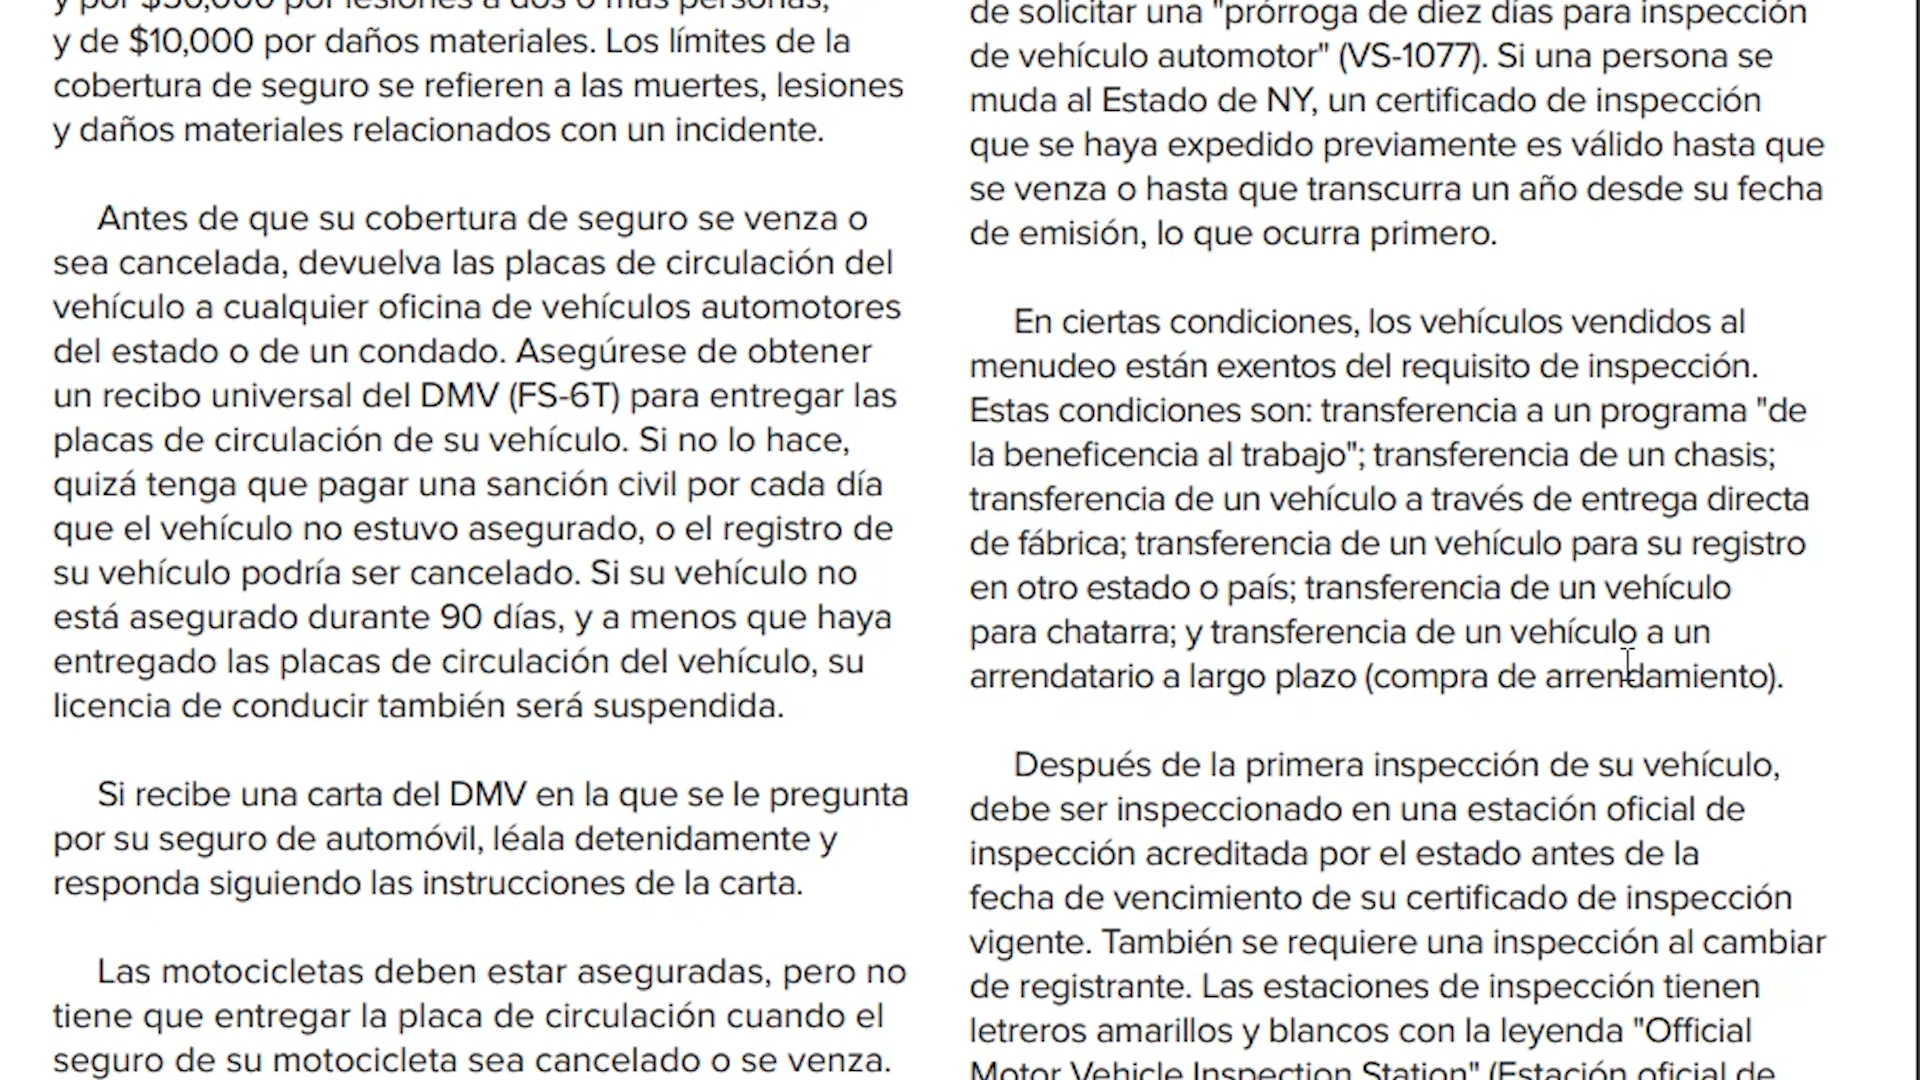 y por $50,000 por lesiones a dos o más personas,
y de $10,000 por daños materiales. Los límites de la
cobertura de seguro se refieren a las muertes, lesiones
y daños materiales relacionados con un incidente.
Antes de que su cobertura de seguro se venza o
sea cancelada, devuelva las placas de circulación del
vehículo a cualquier oficina de vehículos automotores
del estado o de un condado. Asegúrese de obtener
un recibo universal del DMV (FS-6T) para entregar las
placas de circulación de su vehículo. Si no lo hace,
quizá tenga que pagar una sanción civil por cada día
que el vehículo no estuvo asegurado, o el registro de
su vehículo podría ser cancelado. Si su vehículo no
está asegurado durante 90 días, y a menos que haya
entregado las placas de circulación del vehículo, su
licencia de conducir también será suspendida.
Si recibe una carta del DMV en la que se le pregunta
por su seguro de automóvil, léala detenidamente y
responda siguiendo las instrucciones de la carta.
Las motocicletas deben estar aseguradas, pero no
tiene que entregar la placa de circulación cuando el
seguro de su motocicleta sea cancelado o se venza.
de solicitar una "prórroga de diez días para inspección
de vehículo automotor" (VS-1077). Si una persona se
muda al Estado de NY, un certificado de inspección
que se haya expedido previamente es válido hasta que
se venza o hasta que transcurra un año desde su fecha
de emisión, lo que ocurra primero.
En ciertas condiciones, los vehículos vendidos al
menudeo están exentos del requisito de inspección.
Estas condiciones son: transferencia a un programa "de
la beneficencia al trabajo"; transferencia de un chasis;
transferencia de un vehículo a través de entrega directa
de fábrica; transferencia de un vehículo para su registro
en otro estado o país; transferencia de un vehículo
para chatarra; y transferencia de un vehículo a un
arrendatario a largo plazo (compra de arrendamiento).
Después de la primera inspección de su vehículo,
debe ser inspeccionado en una estación oficial de
inspección acreditada por el estado antes de la
fecha de vencimiento de su certificado de inspección
vigente. También se requiere una inspección al cambiar
de registrante. Las estaciones de inspección tienen
letreros amarillos y blancos con la leyenda "Official
Motor Vehicle Inspection Station" (Estación oficial de